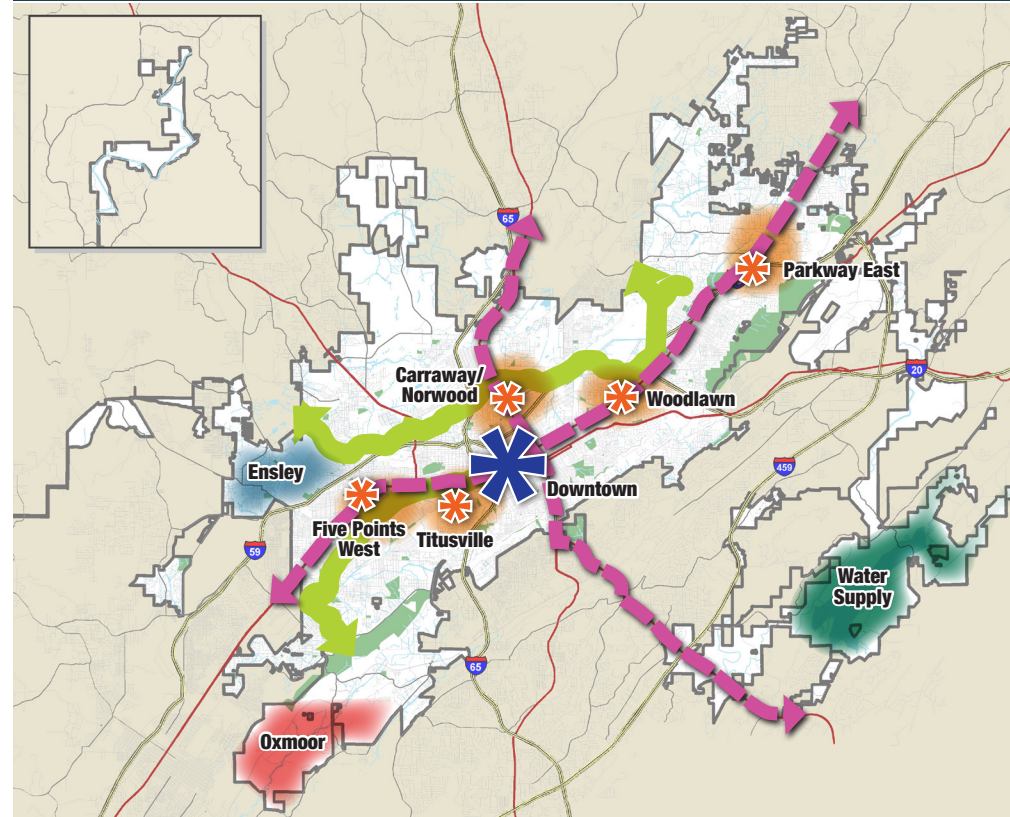 65
Parkway East
20
Carraway/
Norwood
Woodlawn
459
Ensley
Downtown
Five Points
West
Titusville
59
Water
Supply
65
Oxmoor